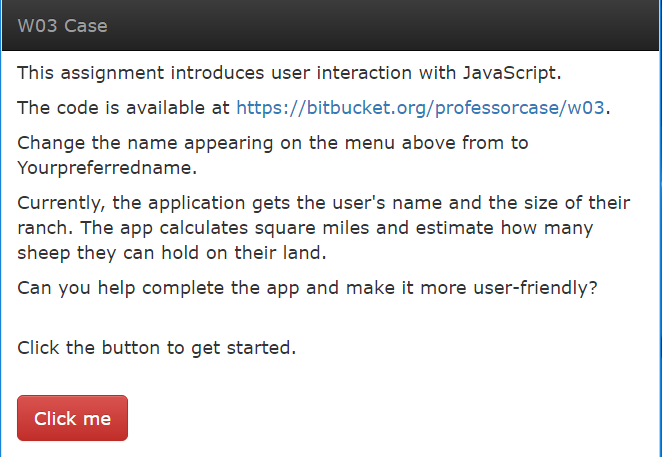 W03 Case
This assignment introduces user interaction with JavaScript.
The code is available at https://bitbucket.org/professorcase/w03.
Change the name appearing on the menu above from to
Yourpreferredname.
Currently, the application gets the user's name and the size of their
ranch. The app calculates square miles and estimate how many
sheep they can hold on their land.
Can you help complete the app and make it more user-friendly?
Click the button to get started.
Click me